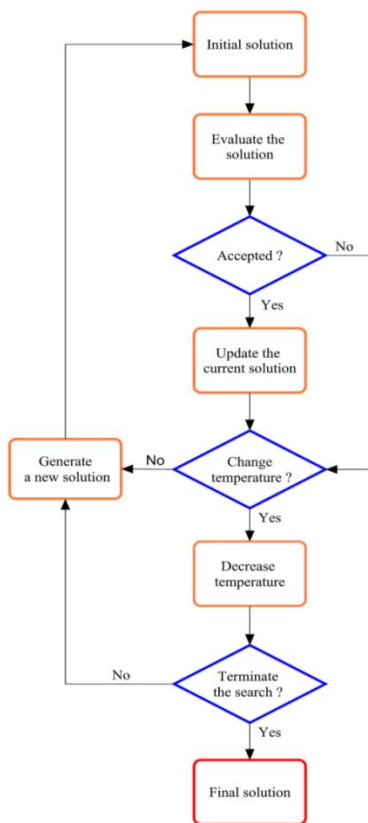 Initial solution
Evaluate the
solution
Accepted ?
No
Yes
Update the
current solution
Generate
a new solution
No
Change
temperature ?
Yes
Decrease
temperature
No
Terminate
the search ?
Yes
Final solution